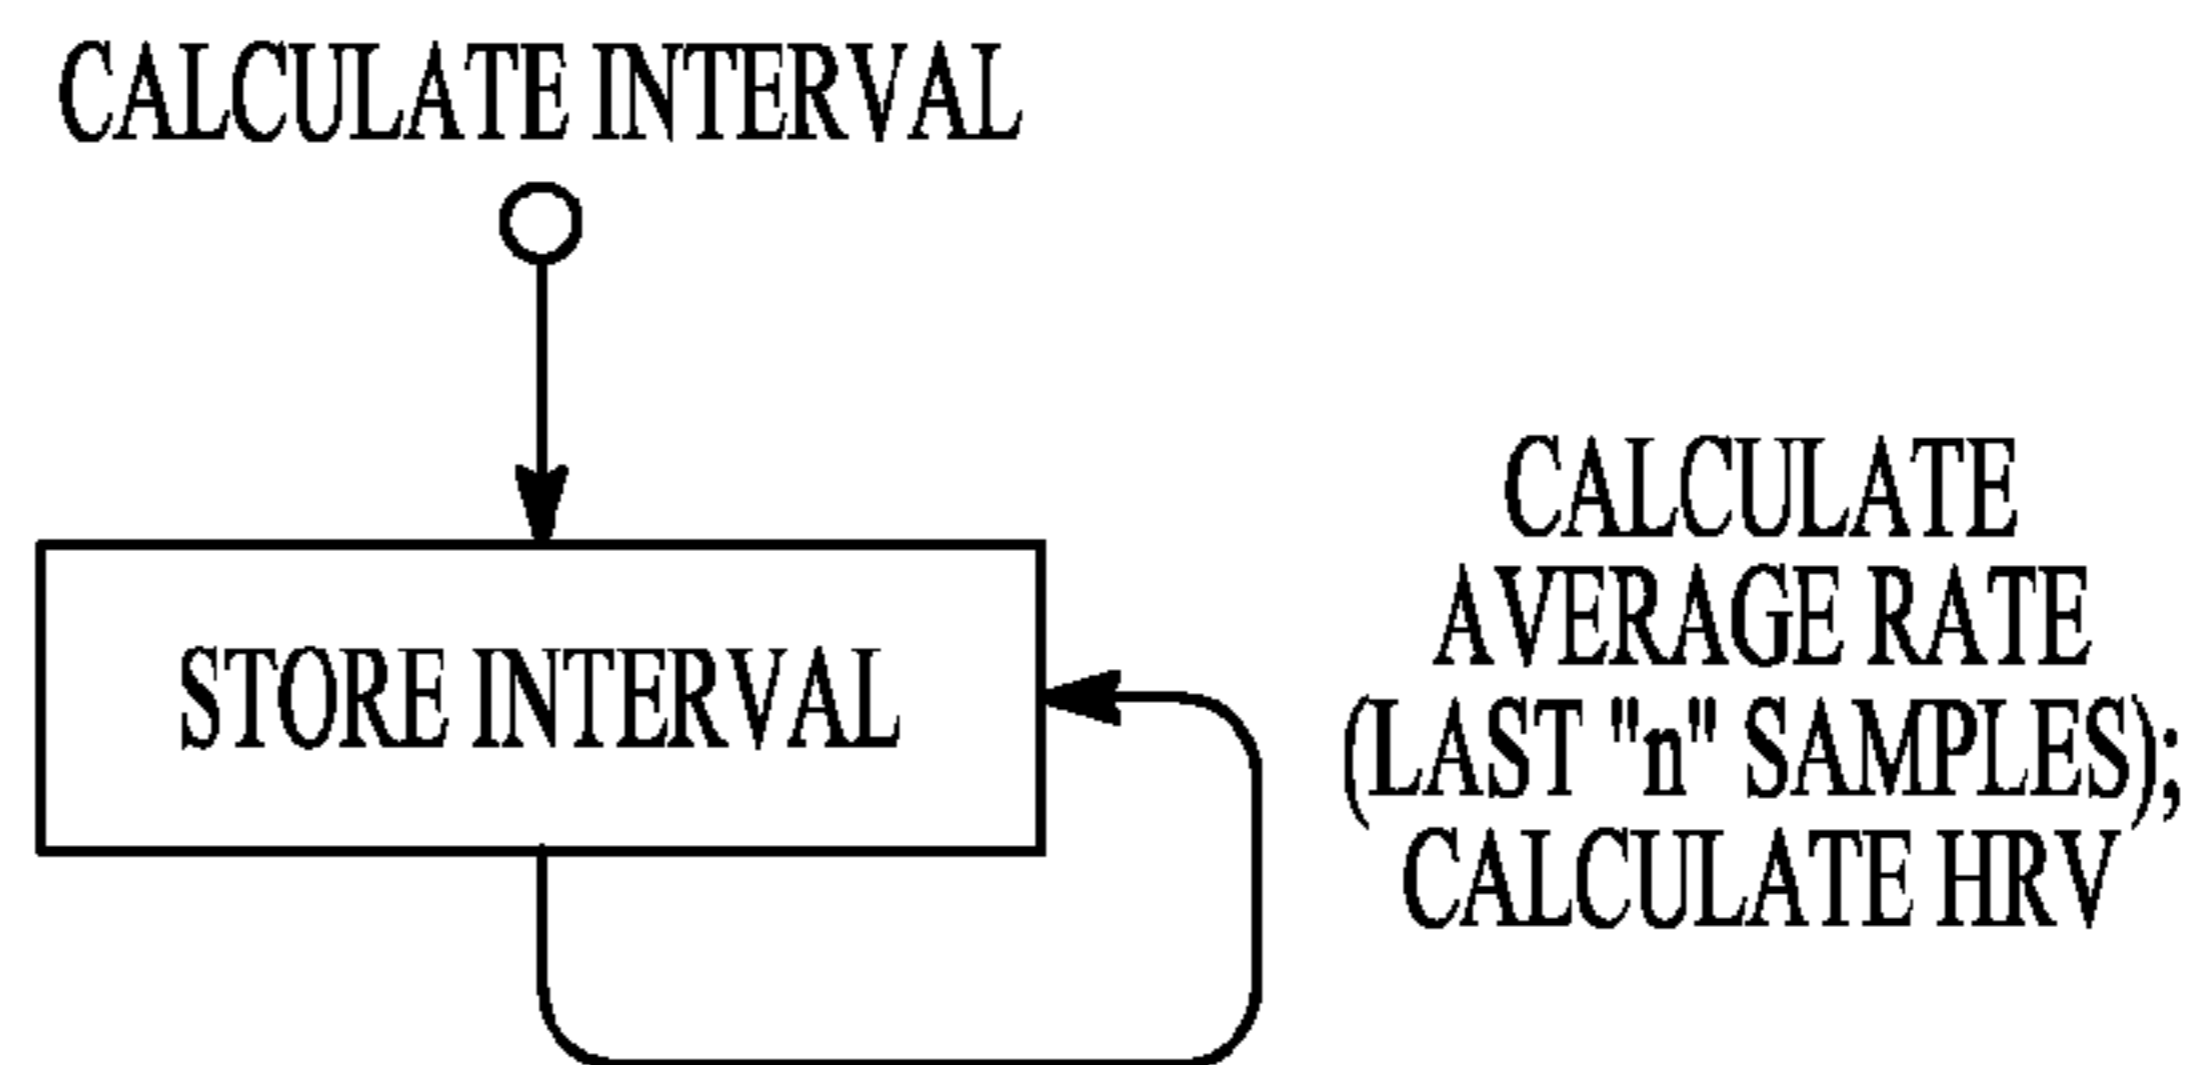 CALCULATE INTERVAL
STORE INTERVAL
CALCULATE
AVERAGE RATE
(LAST "n" SAMPLES);
CALCULATE HRV